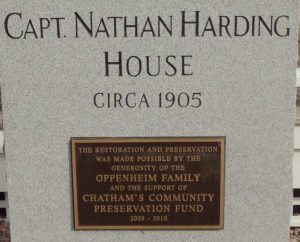 CAPT. NATHAN HARDING
HOUSE
CIRCA 1905
THE RESTORATION AND PRESERVATION
WAS MADE POSSIBLE BY THE
GENEROSITY OF THE
OPPENHEIM FAMILY
AND THE SUPPORT OF
CHATHAM'S COMMUNITY
PRESERVATION FUND
2009 - 2010